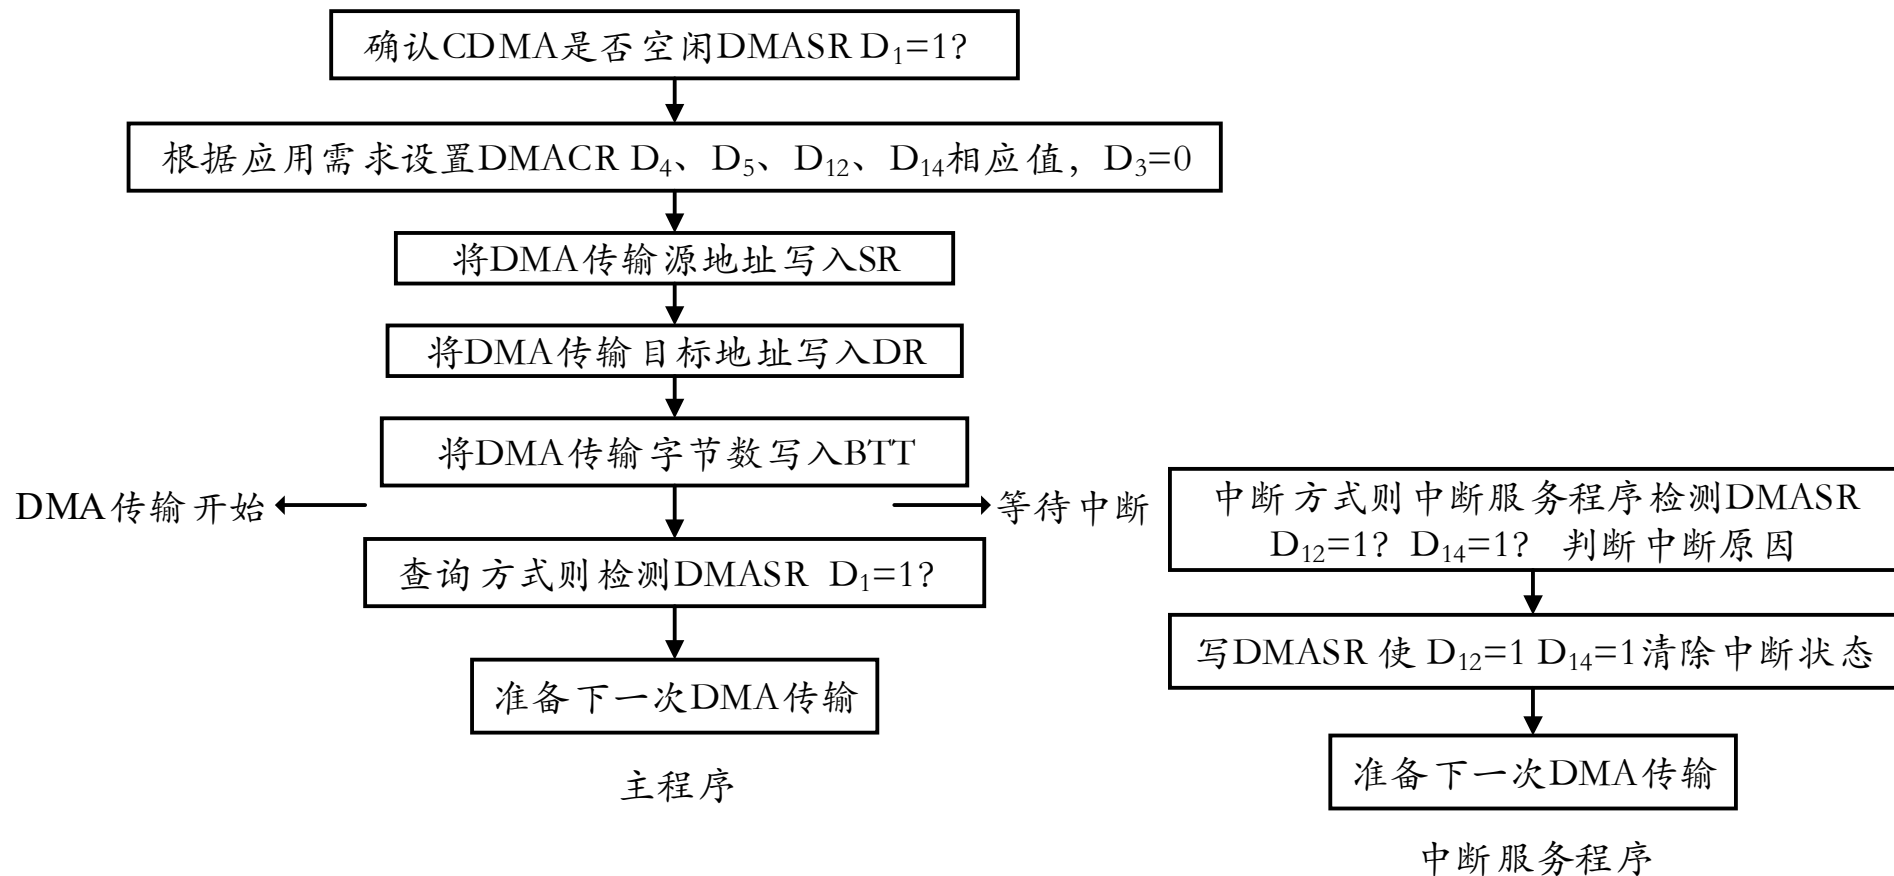 确认CDMA是否空闲DMASR D₁=1?
根据应用需求设置DMACR D₄、D₅、D₁₂、D₁₄相应值，D₃=0
将DMA传输源地址写入SR
将DMA传输目标地址写入DR
将DMA传输字节数写入BTT
DMA传输开始
等待中断
查询方式则检测DMASR D₁=1?
准备下一次DMA传输
主程序
中断方式则中断服务程序检测DMASR
D₁₂=1? D₁₄=1? 判断中断原因
写DMASR 使 D₁₂=1 D₁₄=1清除中断状态
准备下一次DMA传输
中断服务程序